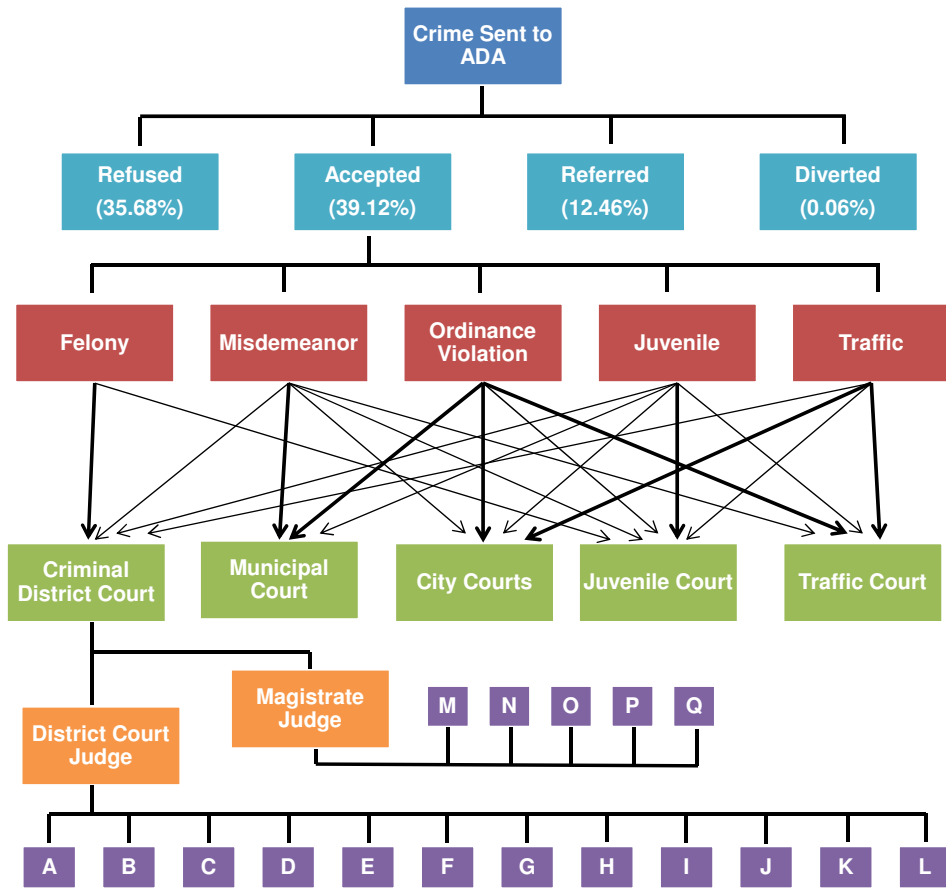 Crime Sent to
ADA
Refused
(35.68%)
Accepted
(39.12%)
Referred
(12.46%)
Diverted
(0.06%)
Felony
Misdemeanor
Ordinance
Violation
Juvenile
Traffic
Criminal
District Court
Municipal
Court
City Courts
Juvenile Court
Traffic Court
District Court
Judge
Magistrate
Judge
M
N
O
P
Q
A
B
C
D
E
F
G
H
I
J
K
L